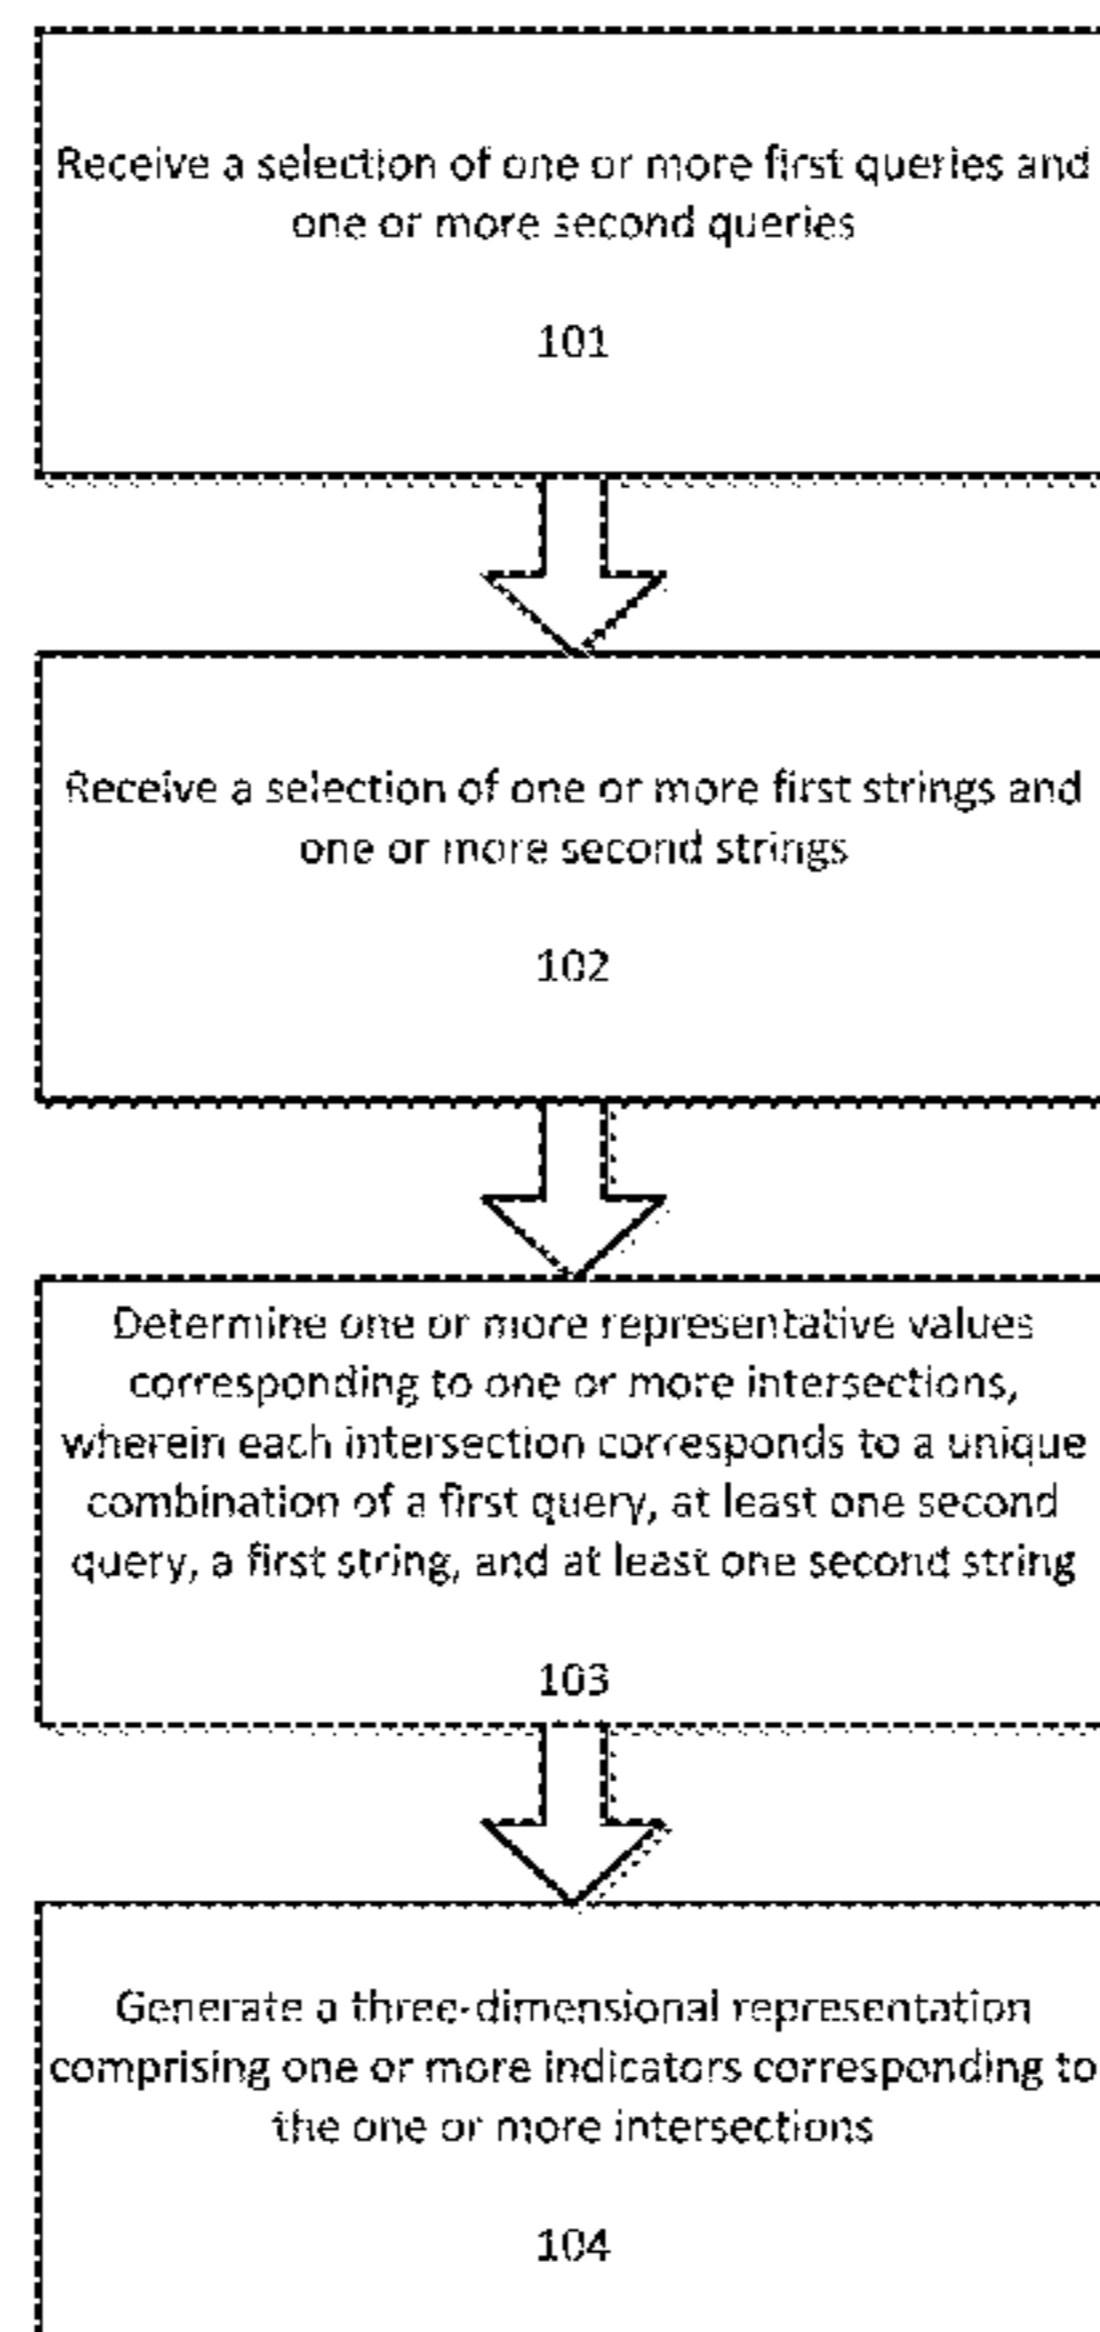 Receive a selection of one or more first queries and
one or more second queries
101
Receive a selection of one or more first strings and
one or more second strings
102
Determine one or more representative values
corresponding to one or more intersections,
wherein each intersection corresponds to a unique
combination of a first query, at least one second
query, a first string, and at least one second string
103
Generate a three-dimensional representation
comprising one or more indicators corresponding to
the one or more intersections
104